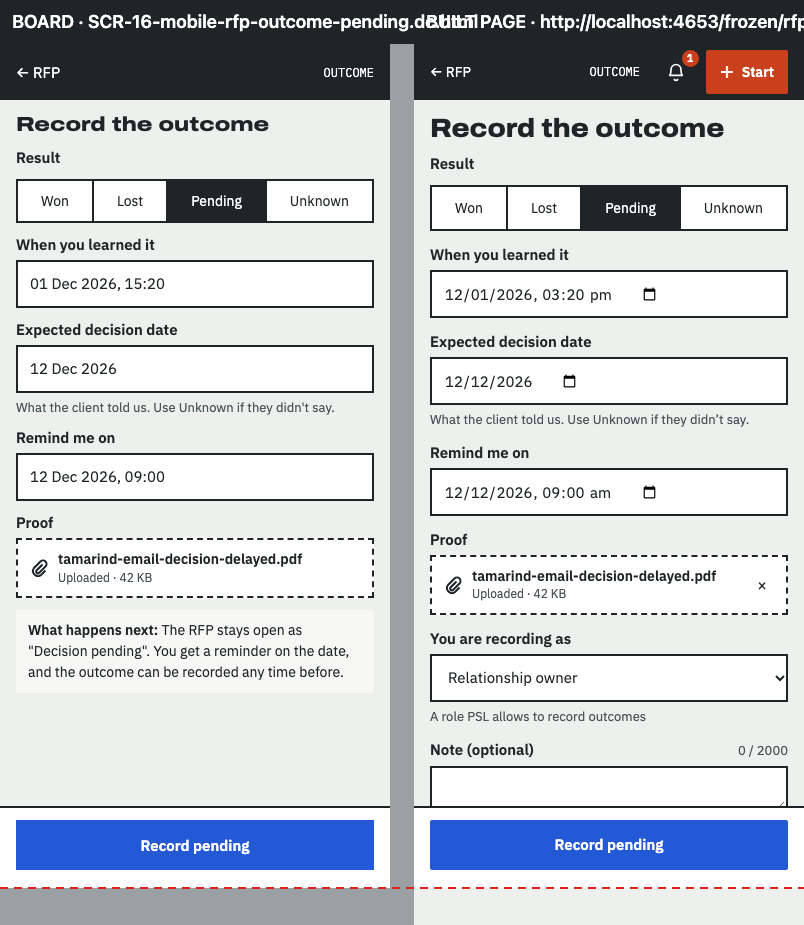 BOARD · SCR-16-mobile-rfp-outcome-pending.
BUILT PAGE · http://localhost:4653/frozen/rfp
← RFP
OUTCOME
Record the outcome
Result
Won
Lost
Pending
Unknown
When you learned it
01 Dec 2026, 15:20
Expected decision date
12 Dec 2026
What the client told us. Use Unknown if they didn't say.
Remind me on
12 Dec 2026, 09:00
Proof
tamarind-email-decision-delayed.pdf
Uploaded · 42 KB
What happens next: The RFP stays open as
"Decision pending". You get a reminder on the date,
and the outcome can be recorded any time before.
Record pending
← RFP
OUTCOME
1
+ Start
Record the outcome
Result
Won
Lost
Pending
Unknown
When you learned it
12/01/2026, 03:20 pm
Expected decision date
12/12/2026
What the client told us. Use Unknown if they didn’t say.
Remind me on
12/12/2026, 09:00 am
Proof
tamarind-email-decision-delayed.pdf
Uploaded · 42 KB
×
You are recording as
Relationship owner
A role PSL allows to record outcomes
Note (optional)
0 / 2000
Record pending